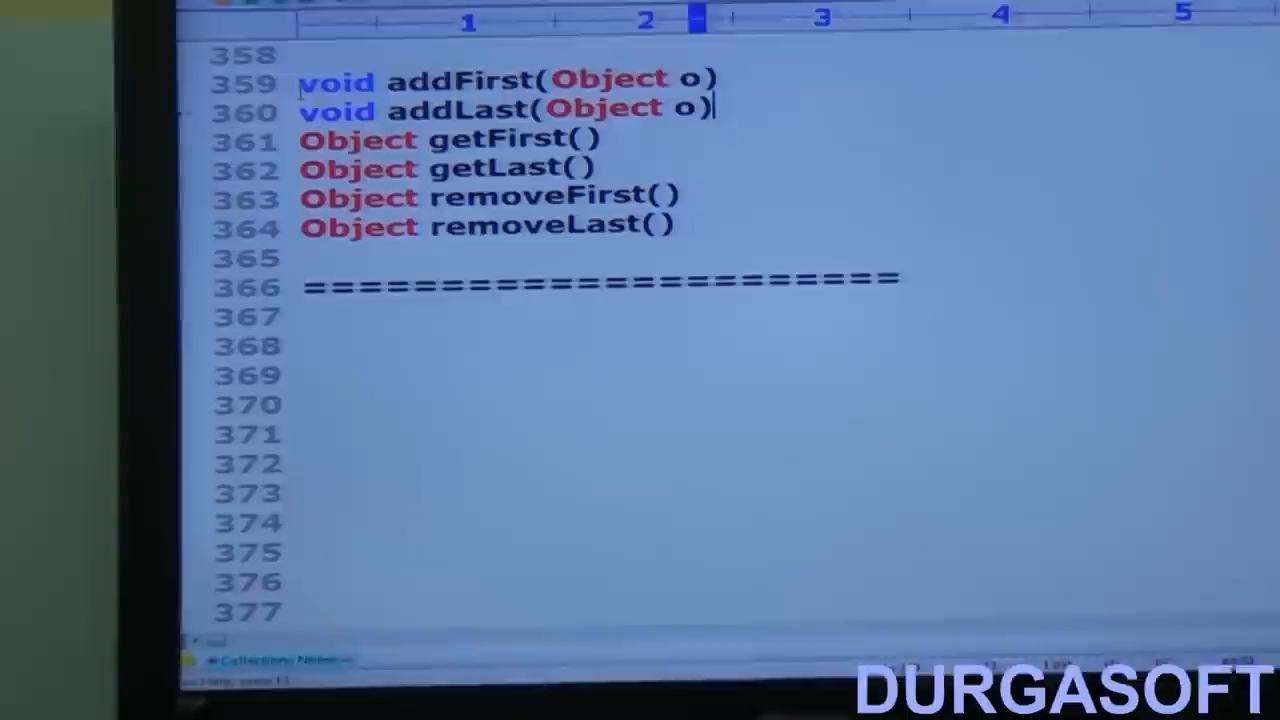 1 2 3 4 5
358
359 void addFirst(Object o)
360 void addLast(Object o)
361 Object getFirst()
362 Object getLast()
363 Object removeFirst()
364 Object removeLast()
365
366 ======================
367
368
369
370
371
372
373
374
375
376
377
Collections Notes
DURGASOFT